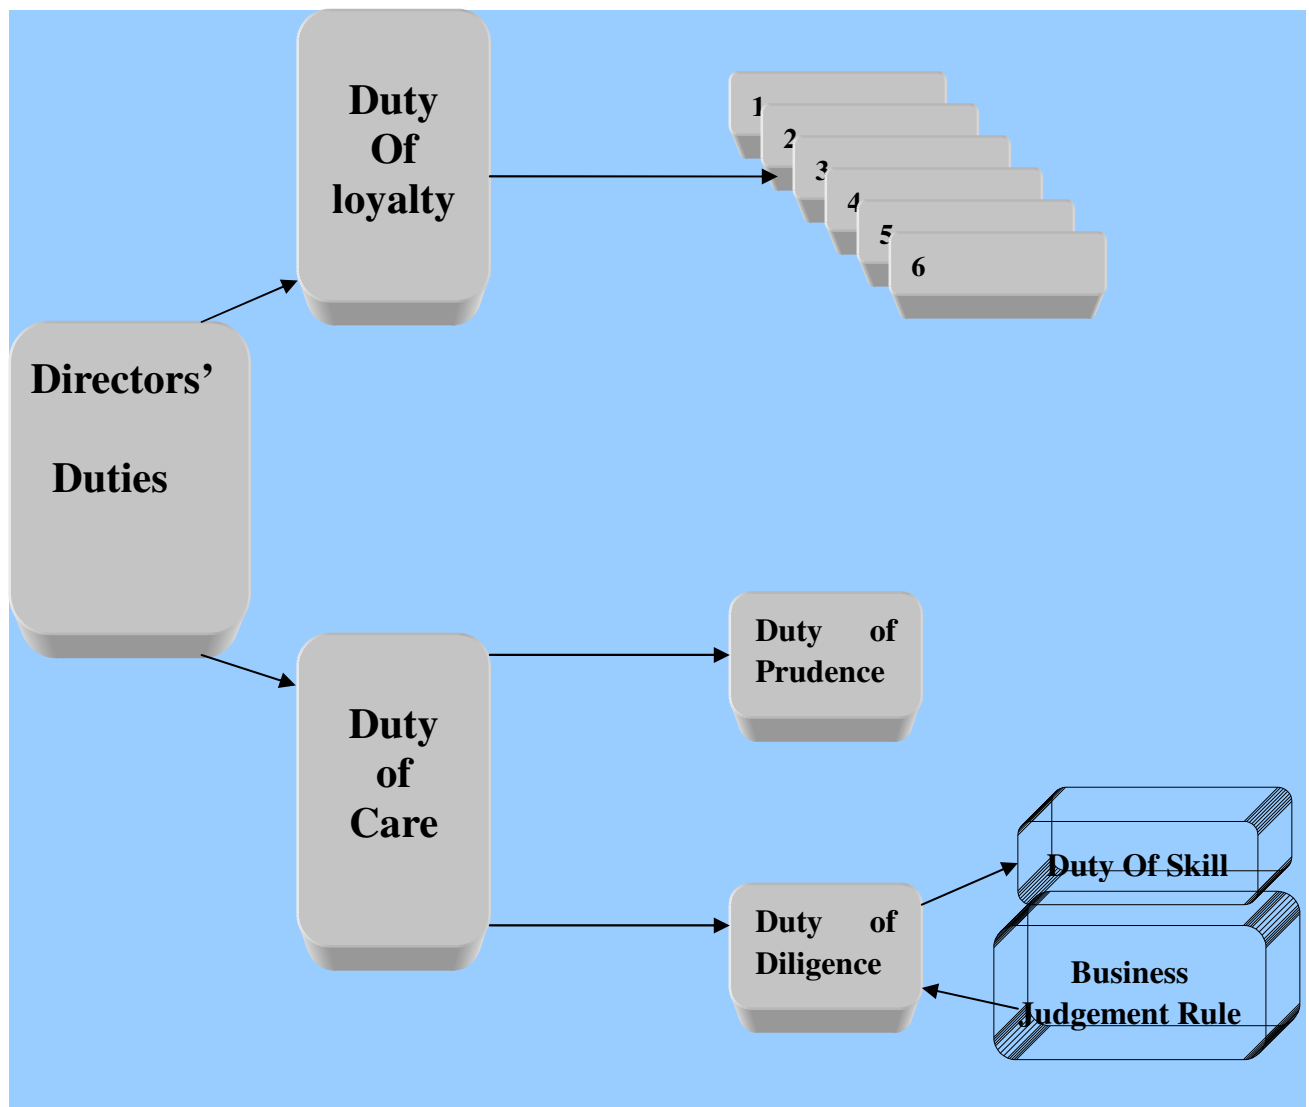 Duty
Of
loyalty
1
2
3
4
5
6
Directors’
Duties
Duty of
Prudence
Duty
of
Care
Duty Of Skill
Duty of
Diligence
Business
Judgement Rule